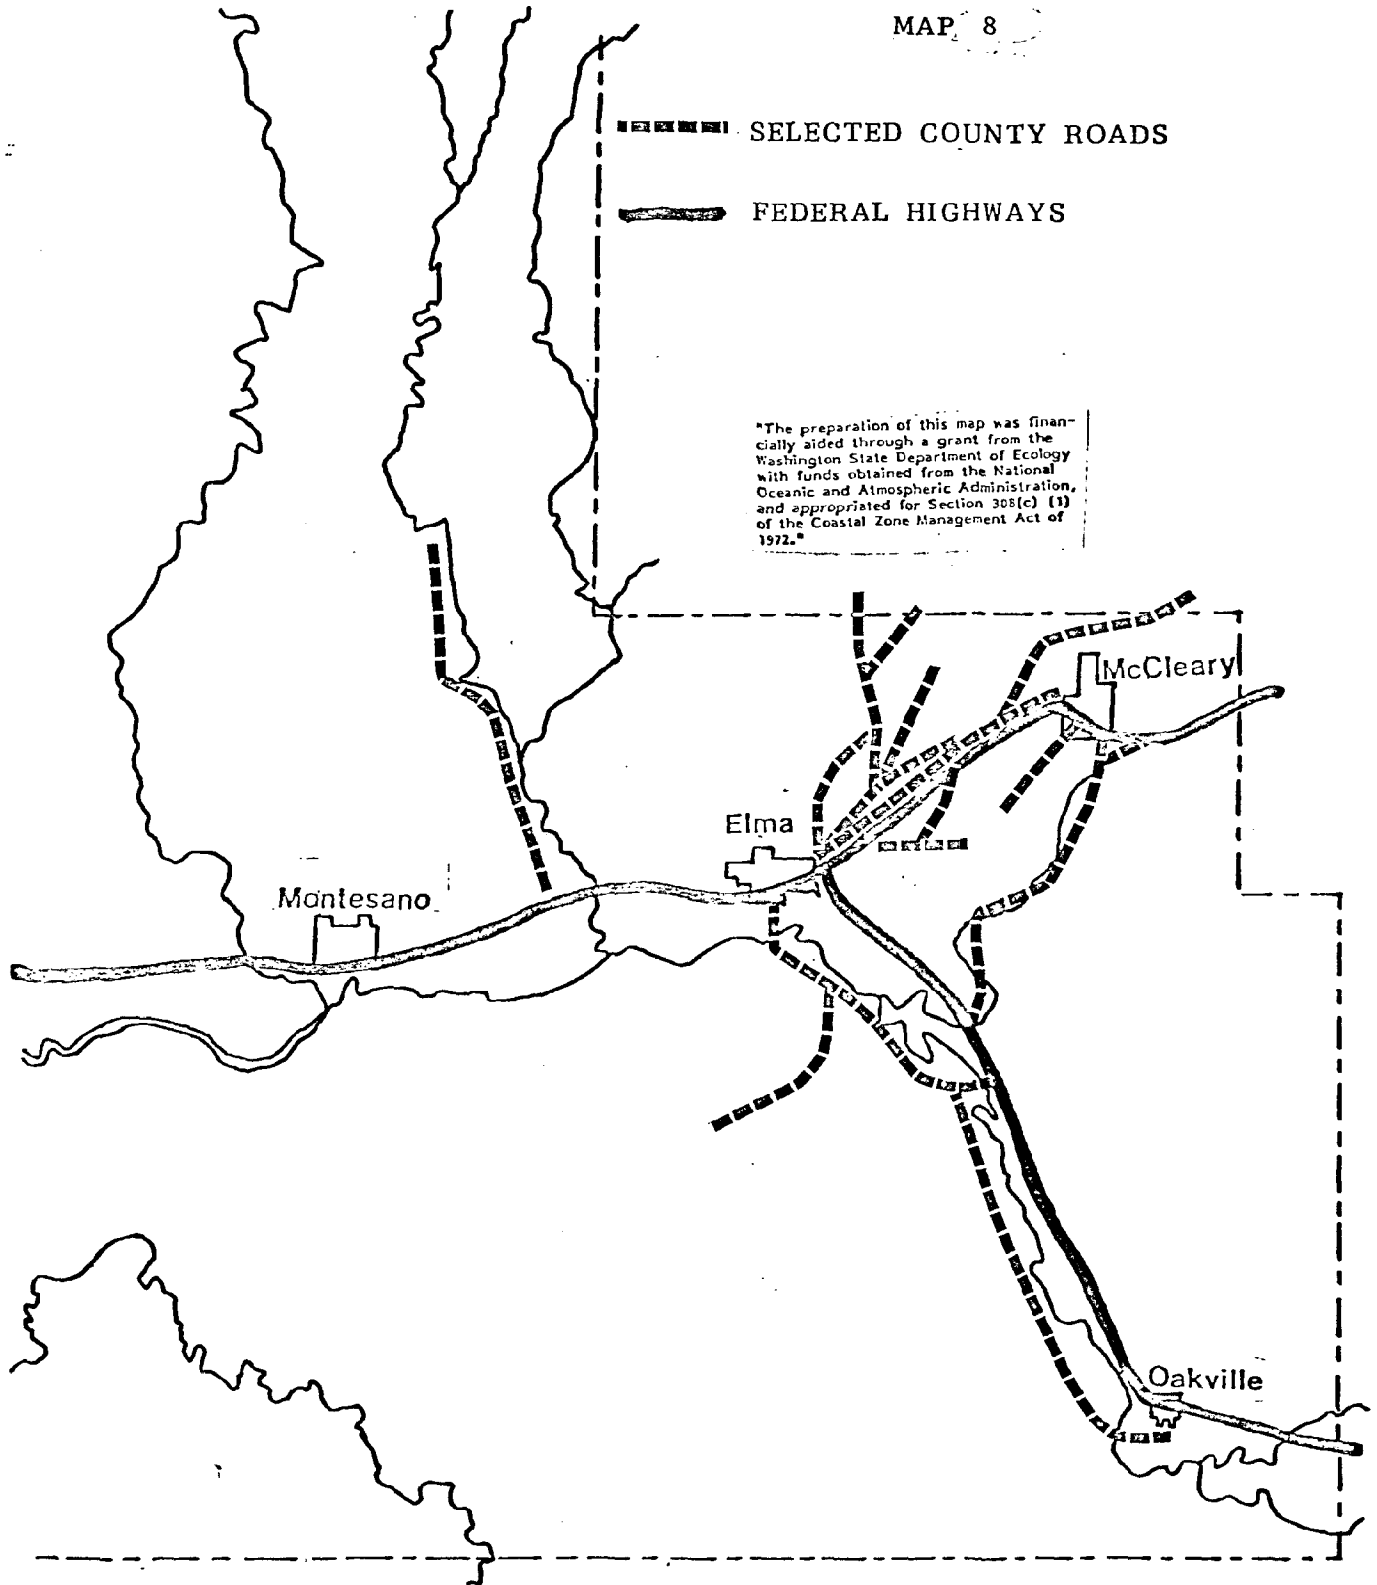 MAP 8
SELECTED COUNTY ROADS
FEDERAL HIGHWAYS
"The preparation of this map was finan-
cially aided through a grant from the
Washington State Department of Ecology
with funds obtained from the National
Oceanic and Atmospheric Administration,
and appropriated for Section 308(c) (1)
of the Coastal Zone Management Act of
1972."
McCleary
Elma
Montesano
Oakville